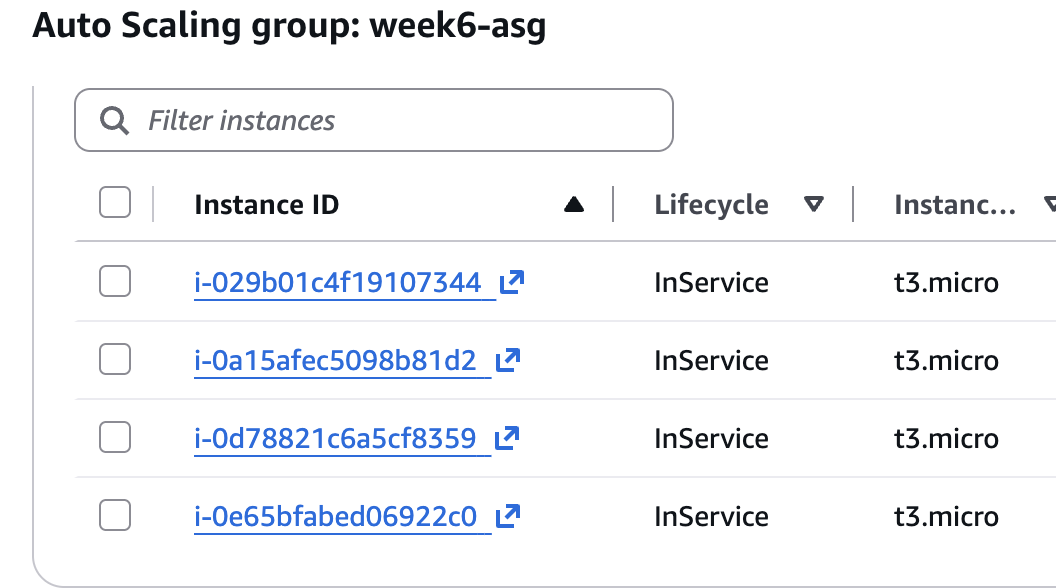 Auto Scaling group: week6-asg
Filter instances
Instance ID Lifecycle Instanc...
i-029b01c4f19107344 InService t3.micro
i-0a15afec5098b81d2 InService t3.micro
i-0d78821c6a5cf8359 InService t3.micro
i-0e65bfabed06922c0 InService t3.micro